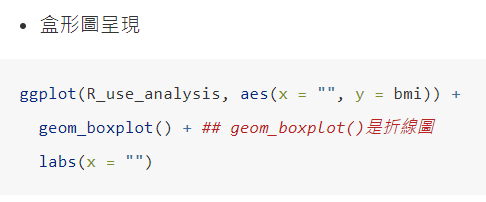 • 盒形圖呈現
ggplot(R_use_analysis, aes(x = "", y = bmi)) +
  geom_boxplot() + ## geom_boxplot()是折線圖
  labs(x = "")